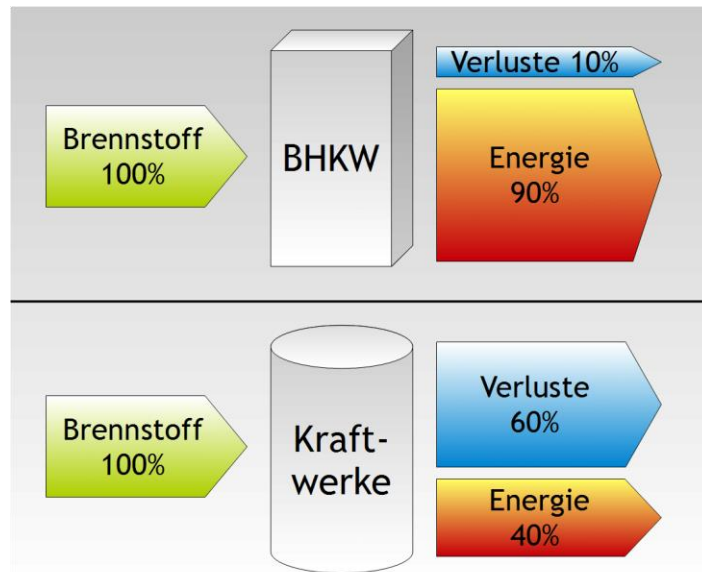 Brennstoff
100%
BHKW
Verluste 10%
Energie
90%
Brennstoff
100%
Kraft-
werke
Verluste
60%
Energie
40%